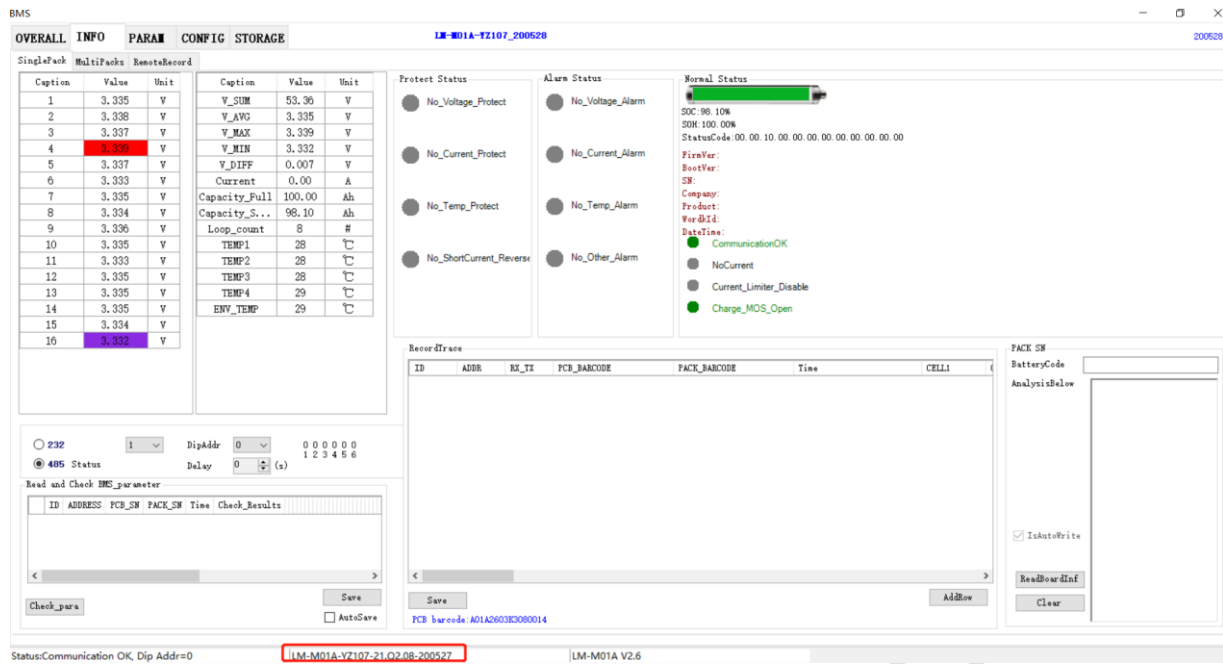 BMS
OVERALL INFO PARAM CONFIG STORAGE LM-M01A-YZ107_200528 200528
SinglePack MultiPacks RemoteRecord
Caption Value Unit
1 3.335 V
2 3.338 V
3 3.337 V
4 3.339 V
5 3.337 V
6 3.333 V
7 3.335 V
8 3.334 V
9 3.336 V
10 3.335 V
11 3.333 V
12 3.335 V
13 3.335 V
14 3.335 V
15 3.334 V
16 3.332 V
Caption Value Unit
V_SUM 53.36 V
V_AVG 3.335 V
V_MAX 3.339 V
V_MIN 3.332 V
V_DIFF 0.007 V
Current 0.00 A
Capacity_Full 100.00 Ah
Capacity_S... 98.10 Ah
Loop_count 8 #
TEMP1 28 ℃
TEMP2 28 ℃
TEMP3 28 ℃
TEMP4 29 ℃
ENV_TEMP 29 ℃
Protect Status
No_Voltage_Protect
No_Current_Protect
No_Temp_Protect
No_ShortCurrent_Reverse
Alarm Status
No_Voltage_Alarm
No_Current_Alarm
No_Temp_Alarm
No_Other_Alarm
Normal Status
SOC:98.10%
SOH:100.00%
StatusCode:00.00.10.00.00.00.00.00.00.00.00
FirmVer:
BootVer:
SN:
Company:
Product:
WordkId:
DateTime:
CommunicationOK
NoCurrent
Current_Limiter_Disable
Charge_MOS_Open
232 1 DipAddr 0 0 0 0 0 0 0
1 2 3 4 5 6
485 Status Delay 0 (s)
Read and Check BMS_parameter
ID ADDRESS PCB_SN PACK_SN Time Check_Results
Check_para
Save
AutoSave
RecordTrace
ID ADDR RX_TX PCB_BARCODE PACK_BARCODE Time CELL1
Save AddRow
PCB barcode:A01A2603K3080014
PACK SN
BatteryCode
AnalysisBelow
IsAutoWrite
ReadBoardInf
Clear
Status:Communication OK, Dip Addr=0 LM-M01A-YZ107-21.Q2.08-200527 LM-M01A V2.6